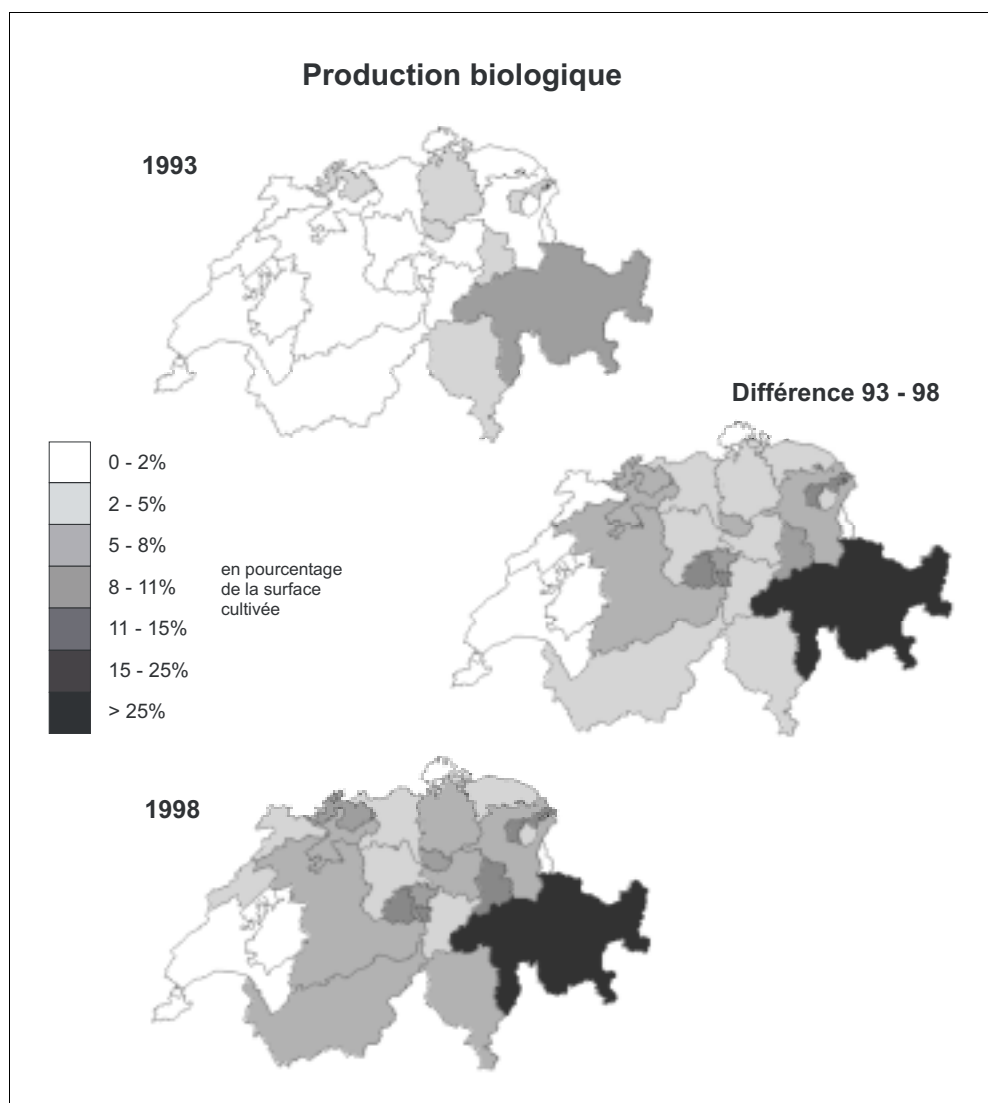 Production biologique
1993
Différence 93 - 98
0 - 2%
2 - 5%
5 - 8%
8 - 11%
11 - 15%
15 - 25%
> 25%
en pourcentage
de la surface
cultivée
1998